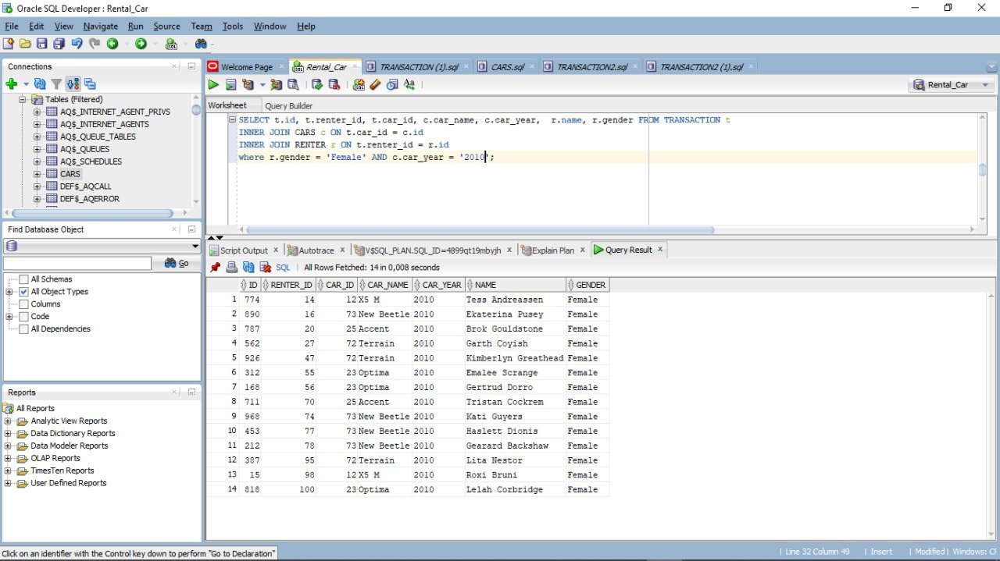 Oracle SQL Developer : Rental_Car
File Edit View Navigate Run Source Team Tools Window Help
Connections
Tables (Filtered)
AQ$_INTERNET_AGENT_PRIVS
AQ$_INTERNET_AGENTS
AQ$_QUEUE_TABLES
AQ$_QUEUES
AQ$_SCHEDULES
CARS
DEF$_AQCALL
DEF$_AQERROR
Find Database Object
Go
All Schemas
All Object Types
Columns
Code
All Dependencies
Reports
All Reports
Analytic View Reports
Data Dictionary Reports
Data Modeler Reports
OLAP Reports
TimesTen Reports
User Defined Reports
Welcome Page Rental_Car TRANSACTION (1).sql CARS.sql TRANSACTION2.sql TRANSACTION2 (1).sql
Rental_Car
Worksheet Query Builder
SELECT t.id, t.renter_id, t.car_id, c.car_name, c.car_year, r.name, r.gender FROM TRANSACTION t
INNER JOIN CARS c ON t.car_id = c.id
INNER JOIN RENTER r ON t.renter_id = r.id
where r.gender = 'Female' AND c.car_year = '2010';
Script Output Autotrace V$SQL_PLAN.SQL_ID=4899qt19mbyjh Explain Plan Query Result
SQL All Rows Fetched: 14 in 0,008 seconds
ID RENTER_ID CAR_ID CAR_NAME CAR_YEAR NAME GENDER
1 774 14 12 X5 M 2010 Tess Andreassen Female
2 890 16 73 New Beetle 2010 Ekaterina Pusey Female
3 787 20 25 Accent 2010 Brok Gouldstone Female
4 562 27 72 Terrain 2010 Garth Coyish Female
5 926 47 72 Terrain 2010 Kimberlyn Greathead Female
6 312 55 23 Optima 2010 Emalee Scrange Female
7 168 56 23 Optima 2010 Gertrud Dorro Female
8 711 70 25 Accent 2010 Tristan Cockrem Female
9 968 74 73 New Beetle 2010 Kati Guyers Female
10 453 77 73 New Beetle 2010 Haslett Dionis Female
11 212 78 73 New Beetle 2010 Gearard Backshaw Female
12 387 95 72 Terrain 2010 Lita Nestor Female
13 15 98 12 X5 M 2010 Roxi Bruni Female
14 818 100 23 Optima 2010 Lelah Corbridge Female
Click on an identifier with the Control key down to perform "Go to Declaration"
Line 32 Column 49 Insert Modified Windows: Cl